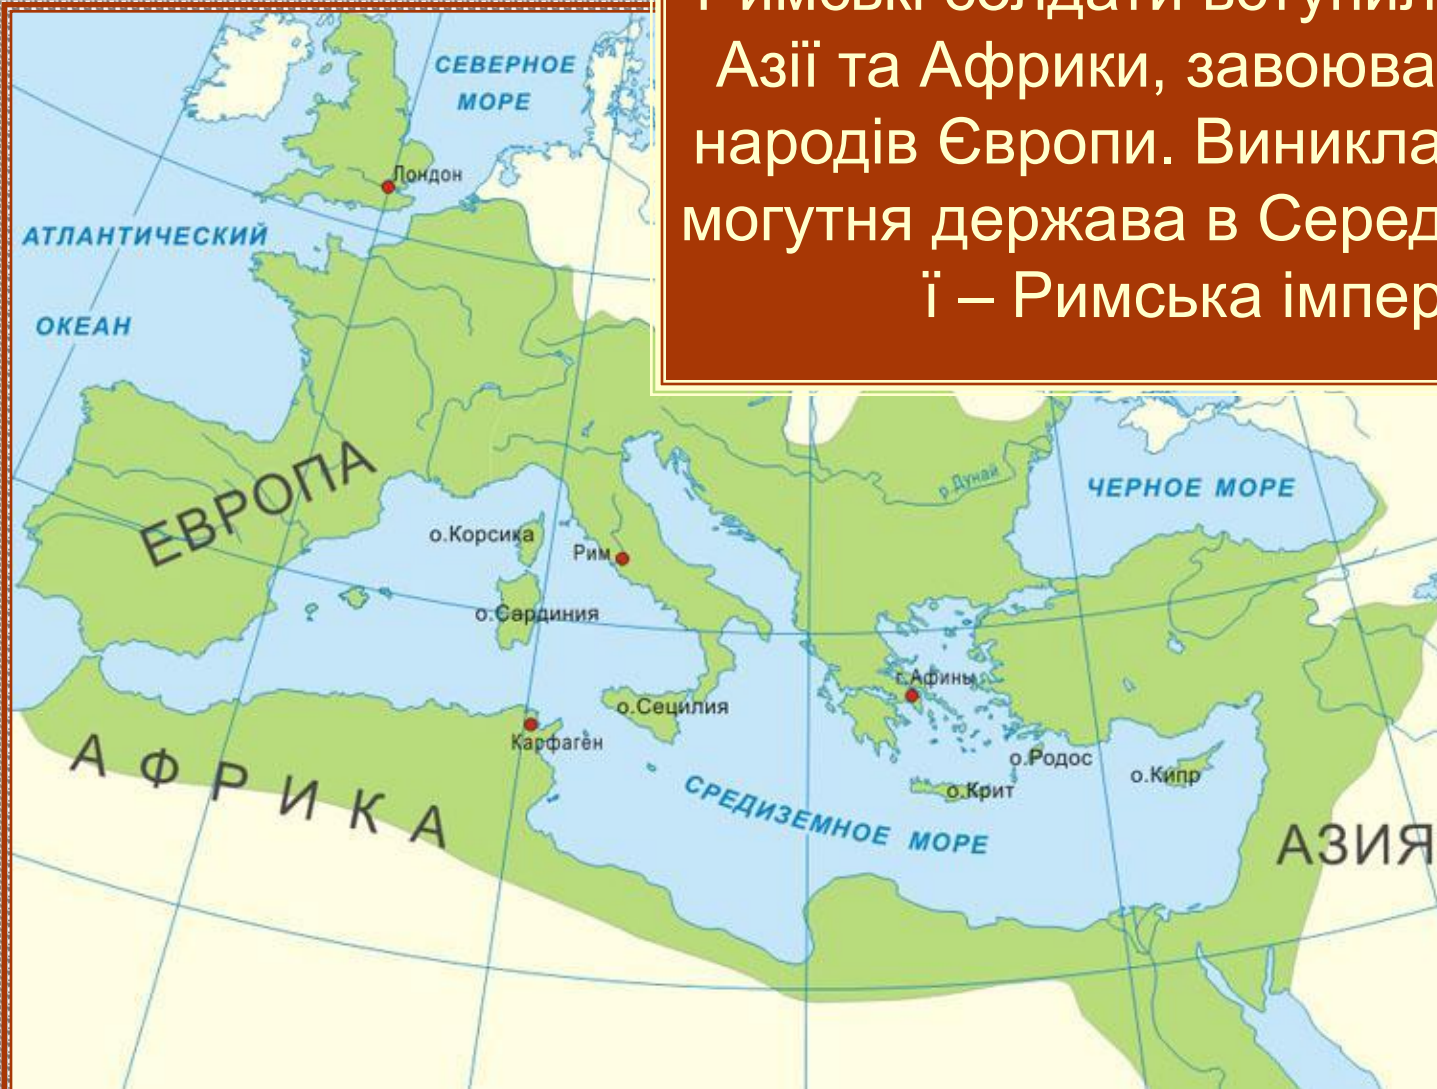 Азії та Африки, завоюва
народів Європи. Виникла
могутня держава в Серед
ї – Римська імпер
СЕВЕРНОЕ
МОРЕ
Лондон
АТЛАНТИЧЕСКИЙ
ОКЕАН
ЕВРОПА
р.Дунай
ЧЕРНОЕ МОРЕ
о.Корсика
Рим
о.Сардиния
г.Афины
о.Сецилия
Карфаген
о.Родос
о.Кипр
о.Крит
АФРИКА
СРЕДИЗЕМНОЕ МОРЕ
АЗИЯ